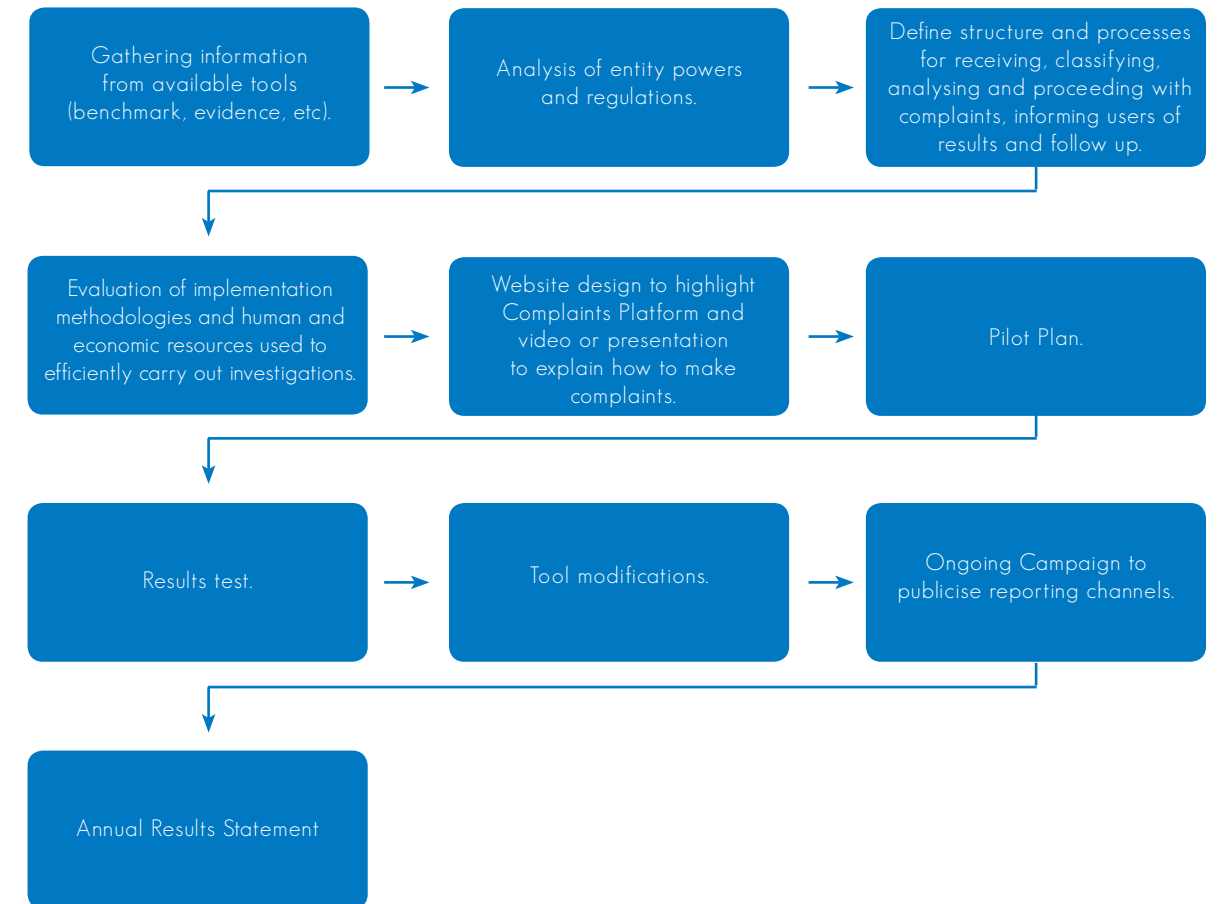 Gathering information
from available tools
(benchmark, evidence, etc).
Analysis of entity powers
and regulations.
Define structure and processes
for receiving, classifying,
analysing and proceeding with
complaints, informing users of
results and follow up.
Evaluation of implementation
methodologies and human and
economic resources used to
efficiently carry out investigations.
Website design to highlight
Complaints Platform and
video or presentation
to explain how to make
complaints.
Pilot Plan.
Results test.
Tool modifications.
Ongoing Campaign to
publicise reporting channels.
Annual Results Statement